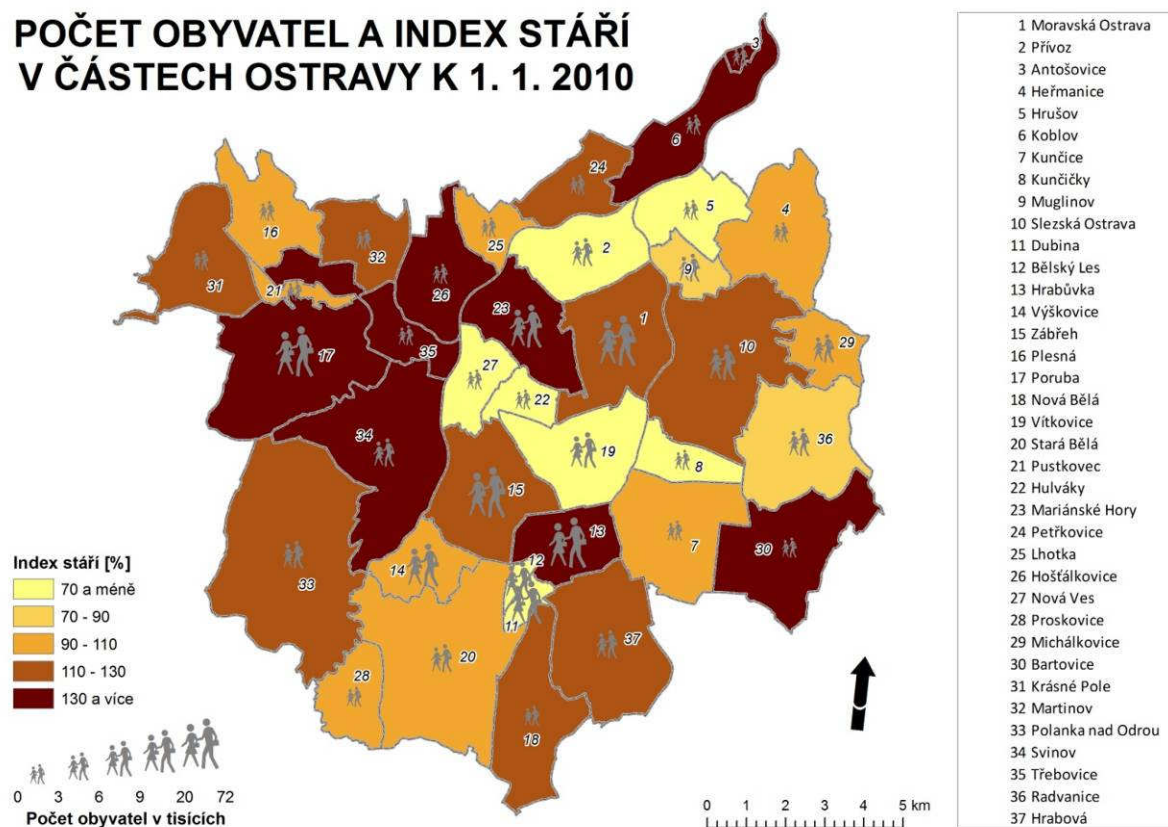 POČET OBYVATEL A INDEX STÁŘÍ
V ČÁSTECH OSTRAVY K 1. 1. 2010
3
6
24
5
4
16
25
2
32
9
31
21
26
23
1
10
29
17
35
27
22
34
19
36
8
15
13
7
30
12
14
33
11
37
20
28
18
Index stáří [%]
70 a méně
70 - 90
90 - 110
110 - 130
130 a více
0 3 6 9 20 72
Počet obyvatel v tisících
0 1 2 3 4 5 km
1 Moravská Ostrava
2 Přívoz
3 Antošovice
4 Heřmanice
5 Hrušov
6 Koblov
7 Kunčice
8 Kunčičky
9 Muglinov
10 Slezská Ostrava
11 Dubina
12 Bělský Les
13 Hrabůvka
14 Výškovice
15 Zábřeh
16 Plesná
17 Poruba
18 Nová Bělá
19 Vítkovice
20 Stará Bělá
21 Pustkovec
22 Hulváky
23 Mariánské Hory
24 Petřkovice
25 Lhotka
26 Hošťálkovice
27 Nová Ves
28 Proskovice
29 Michálkovice
30 Bartovice
31 Krásné Pole
32 Martinov
33 Polanka nad Odrou
34 Svinov
35 Třebovice
36 Radvanice
37 Hrabová